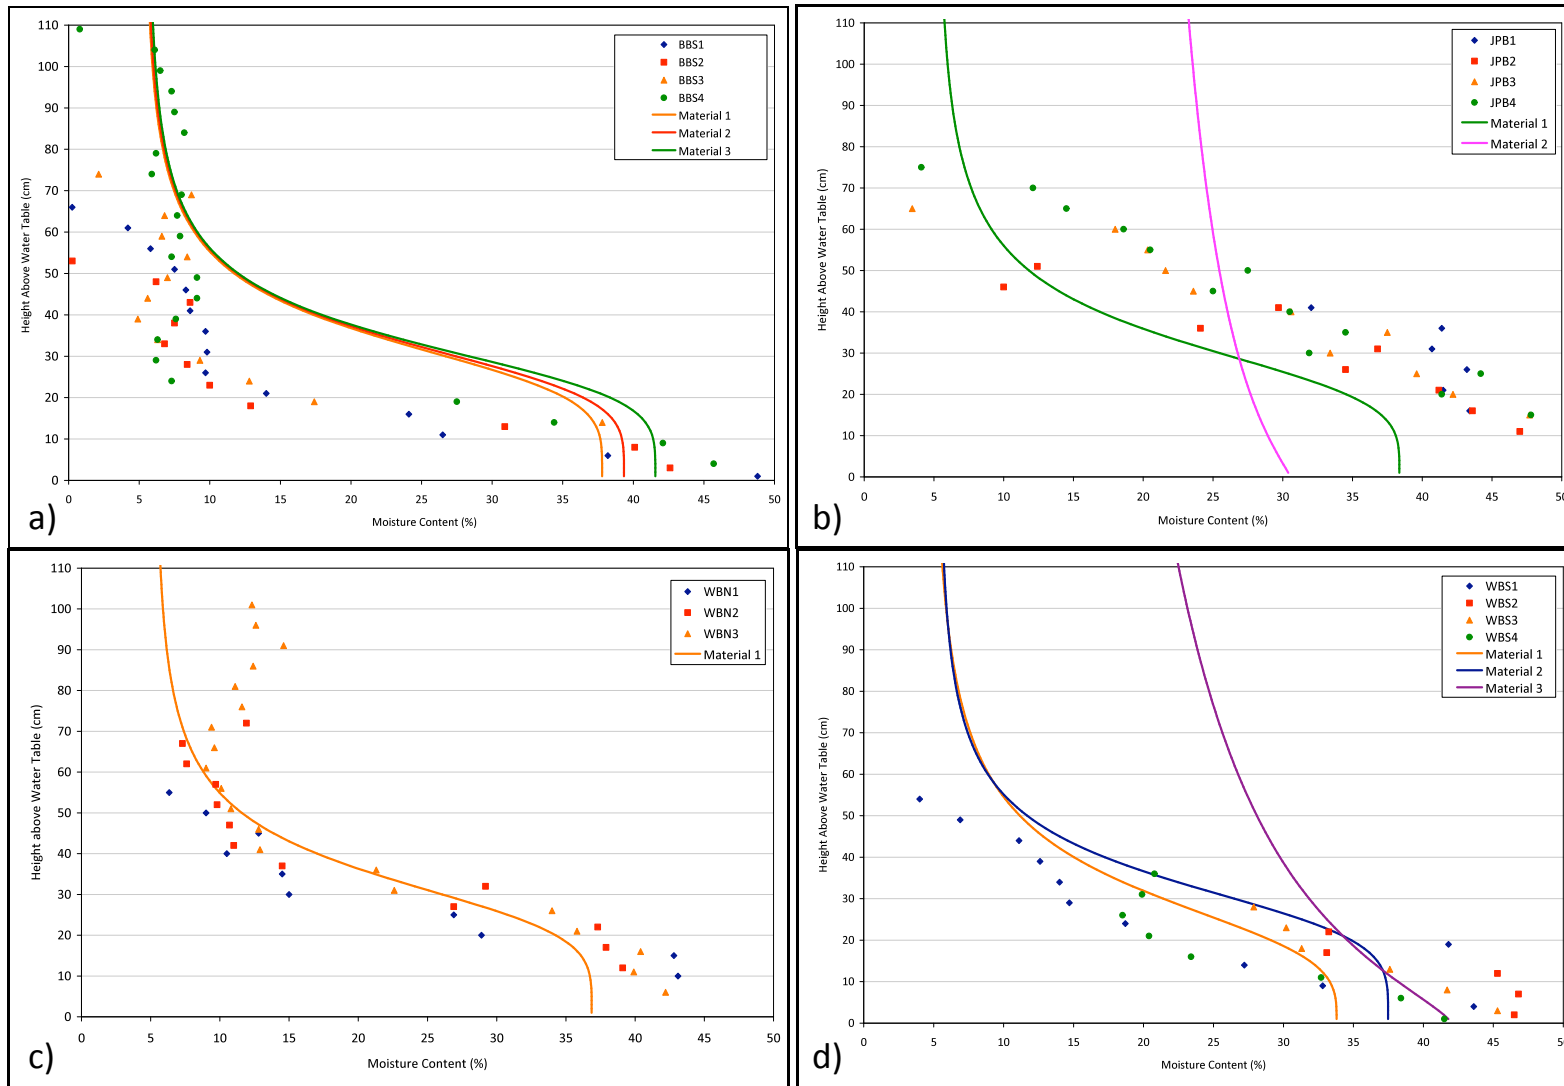 110
100
90
80
70
60
50
40
30
20
10
0
Height Above Water Table (cm)
0 5 10 15 20 25 30 35 40 45 50
Moisture Content (%)
BBS1
BBS2
BBS3
BBS4
Material 1
Material 2
Material 3
a)
110
100
90
80
70
60
50
40
30
20
10
0
Height Above Water Table (cm)
0 5 10 15 20 25 30 35 40 45 50
Moisture Content (%)
JPB1
JPB2
JPB3
JPB4
Material 1
Material 2
b)
110
100
90
80
70
60
50
40
30
20
10
0
Height above Water Table (cm)
0 5 10 15 20 25 30 35 40 45 50
Moisture Content (%)
WBN1
WBN2
WBN3
Material 1
c)
110
100
90
80
70
60
50
40
30
20
10
0
Height Above Water Table (cm)
0 5 10 15 20 25 30 35 40 45 50
Moisture Content (%)
WBS1
WBS2
WBS3
WBS4
Material 1
Material 2
Material 3
d)